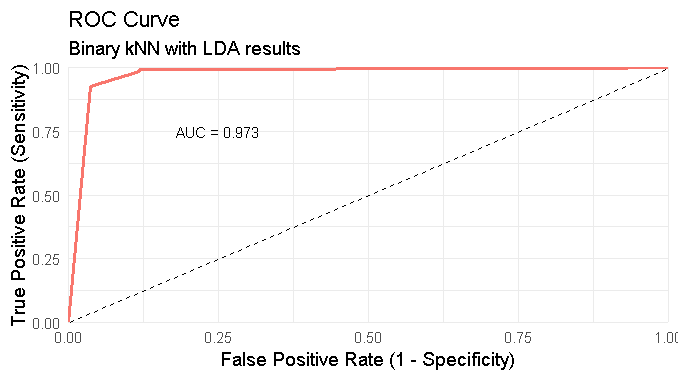 ROC Curve
Binary kNN with LDA results
True Positive Rate (Sensitivity)
1.00
0.75
0.50
0.25
0.00
AUC = 0.973
0.00 0.25 0.50 0.75 1.00
False Positive Rate (1 - Specificity)